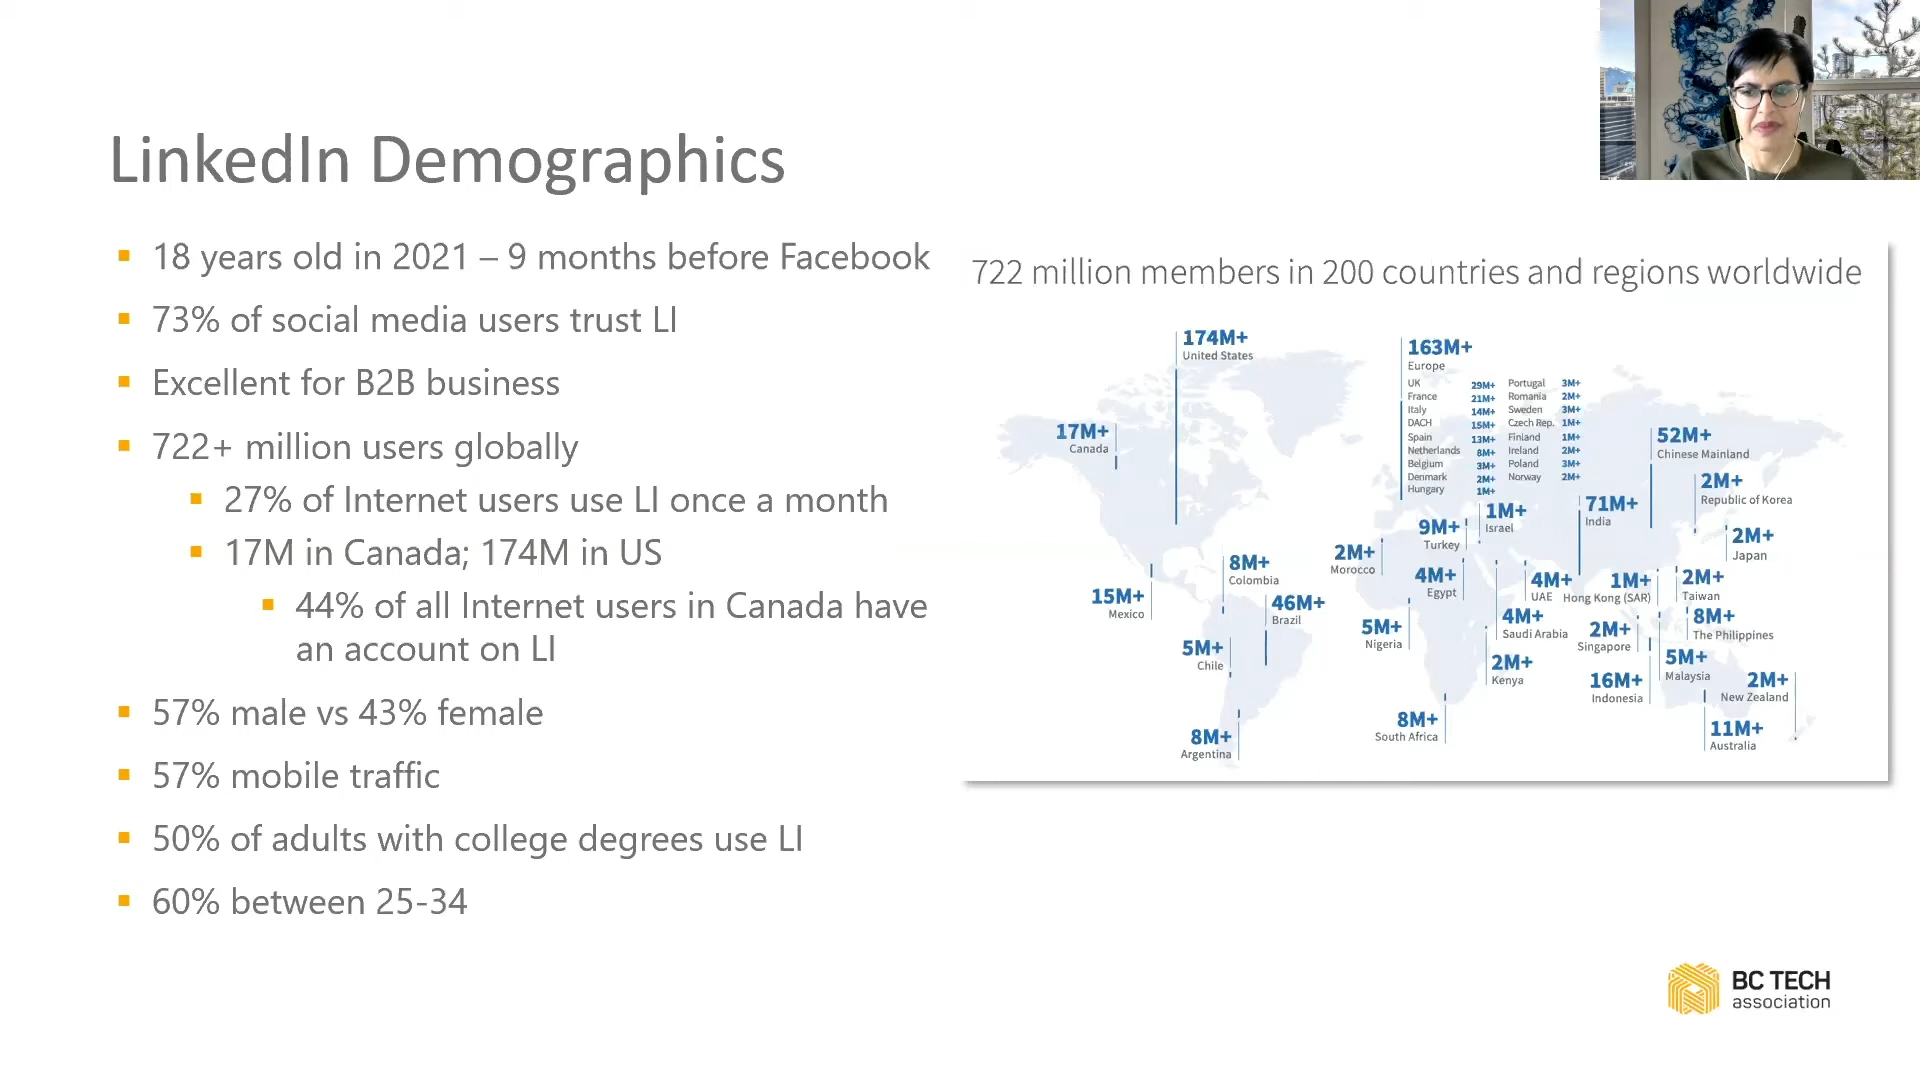 LinkedIn Demographics
18 years old in 2021 – 9 months before Facebook
73% of social media users trust LI
Excellent for B2B business
722+ million users globally
27% of Internet users use LI once a month
17M in Canada; 174M in US
44% of all Internet users in Canada have
an account on LI
57% male vs 43% female
57% mobile traffic
50% of adults with college degrees use LI
60% between 25-34
722 million members in 200 countries and regions worldwide
174M+
United States
17M+
Canada
15M+
Mexico
8M+
Colombia
46M+
Brazil
5M+
Chile
8M+
Argentina
163M+
Europe
UK 29M+ Portugal 3M+
France 21M+ Romania 2M+
Italy 14M+ Sweden 3M+
DACH 15M+ Czech Rep. 1M+
Spain 13M+ Finland 1M+
Netherlands 8M+ Ireland 2M+
Belgium 3M+ Poland 3M+
Denmark 2M+ Norway 2M+
Hungary 1M+
9M+
Turkey
1M+
Israel
2M+
Morocco
4M+
Egypt
5M+
Nigeria
8M+
South Africa
2M+
Kenya
4M+
Saudi Arabia
4M+
UAE
71M+
India
52M+
Chinese Mainland
2M+
Republic of Korea
2M+
Japan
1M+
Hong Kong (SAR)
2M+
Taiwan
8M+
The Philippines
2M+
Singapore
5M+
Malaysia
16M+
Indonesia
2M+
New Zealand
11M+
Australia
BC TECH
association